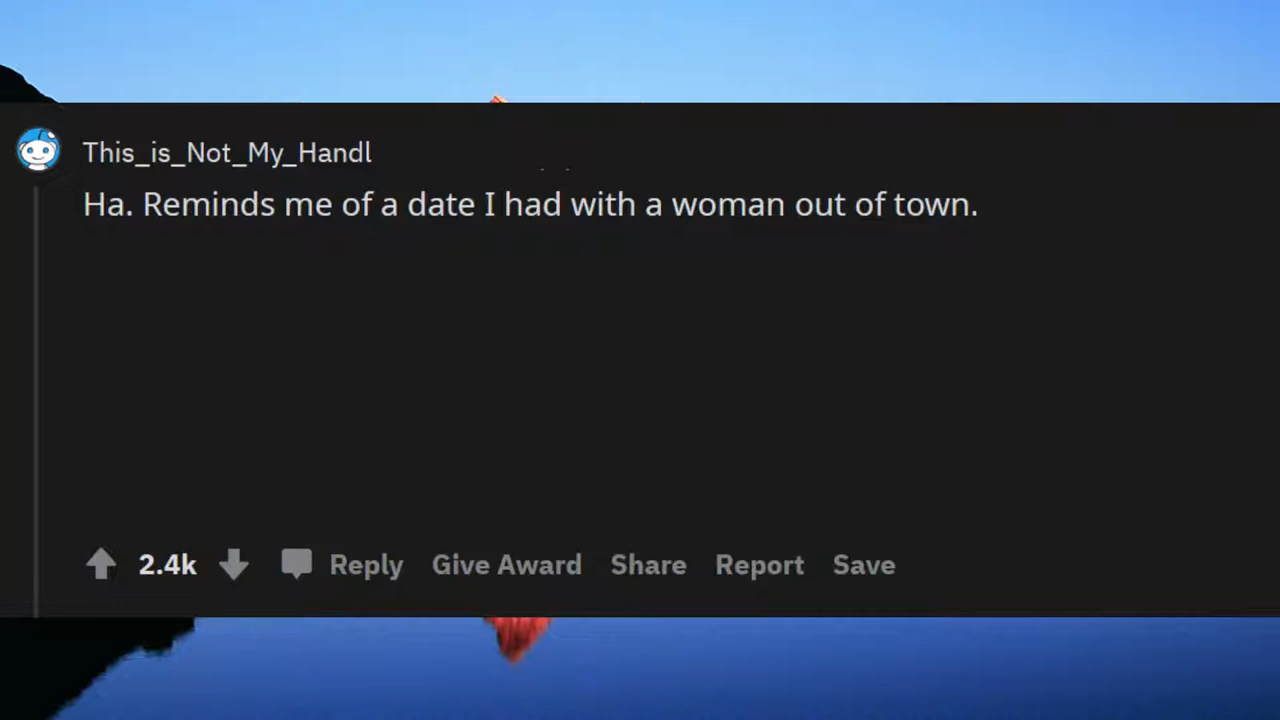 This_is_Not_My_Handl
Ha. Reminds me of a date I had with a woman out of town.
2.4k Reply Give Award Share Report Save